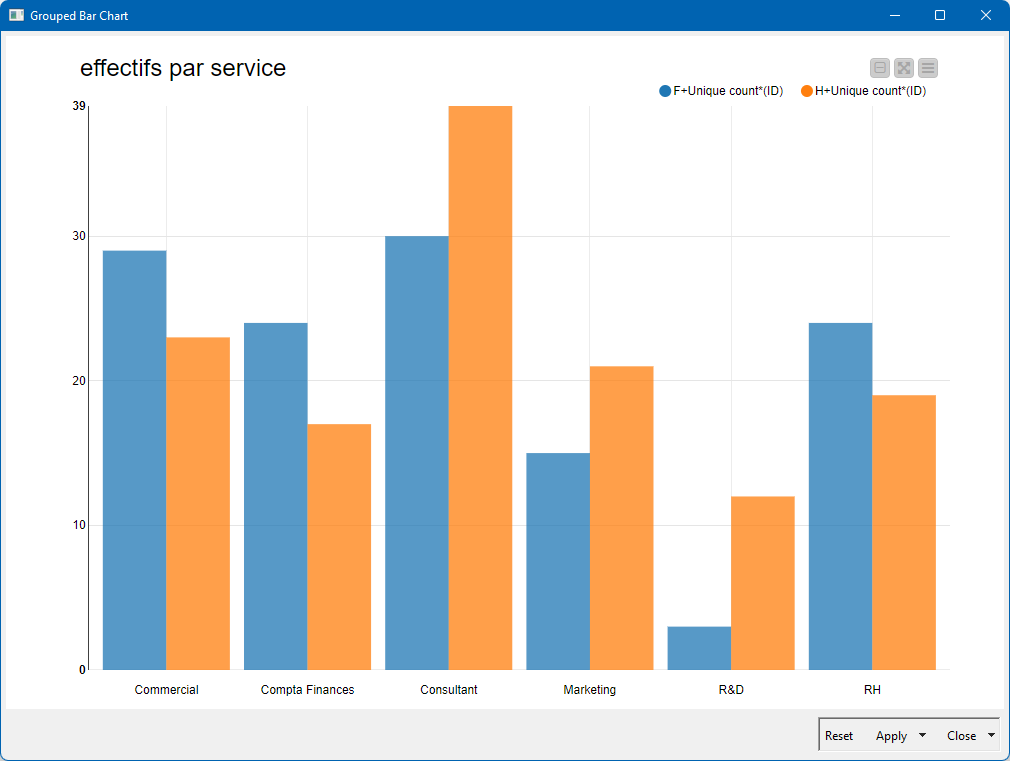 Grouped Bar Chart
effectifs par service
F+Unique count*(ID) H+Unique count*(ID)
39
30
20
10
0
Commercial Compta Finances Consultant Marketing R&D RH
Reset Apply Close